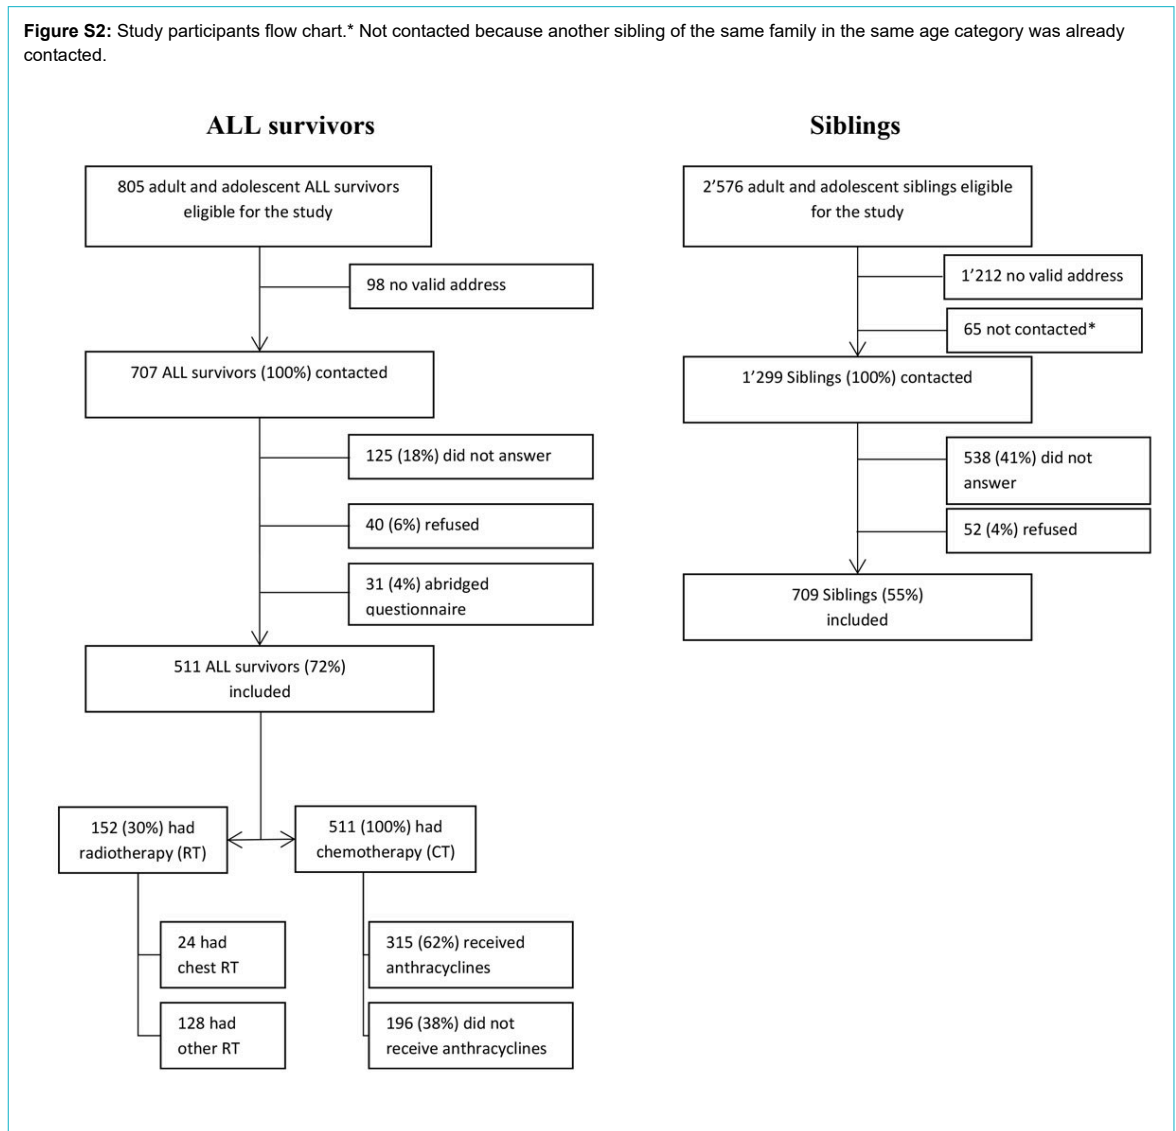 Figure S2: Study participants flow chart.* Not contacted because another sibling of the same family in the same age category was already
contacted.
ALL survivors
805 adult and adolescent ALL survivors
eligible for the study
98 no valid address
707 ALL survivors (100%) contacted
125 (18%) did not answer
40 (6%) refused
31 (4%) abridged
questionnaire
511 ALL survivors (72%)
included
152 (30%) had
radiotherapy (RT)
511 (100%) had
chemotherapy (CT)
24 had
chest RT
128 had
other RT
315 (62%) received
anthracyclines
196 (38%) did not
receive anthracyclines
Siblings
2’576 adult and adolescent siblings eligible
for the study
1’212 no valid address
65 not contacted*
1’299 Siblings (100%) contacted
538 (41%) did not
answer
52 (4%) refused
709 Siblings (55%)
included